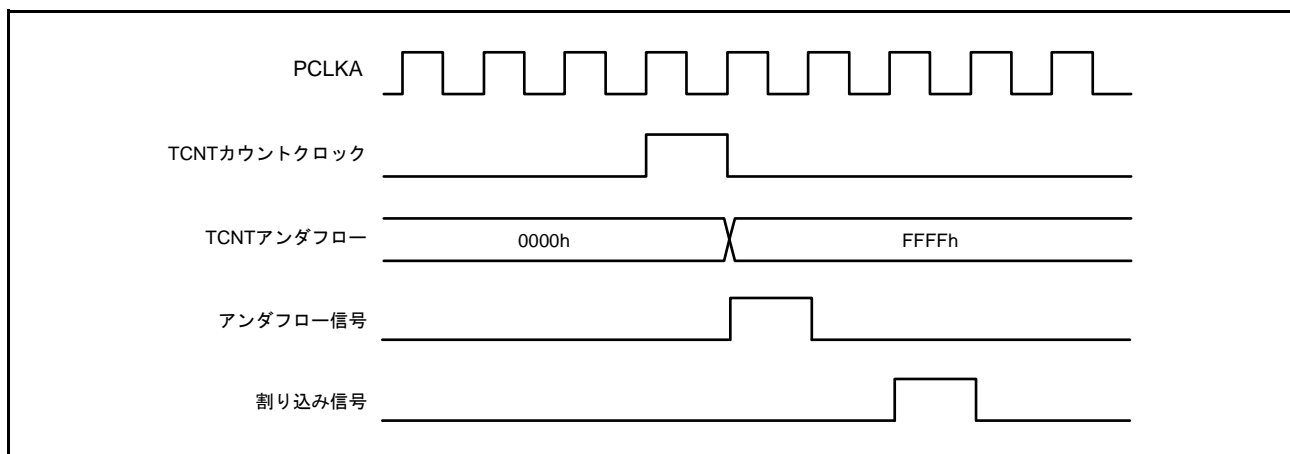 PCLKA
TCNTカウントクロック
TCNTアンダフロー
0000h
FFFFh
アンダフロー信号
割り込み信号